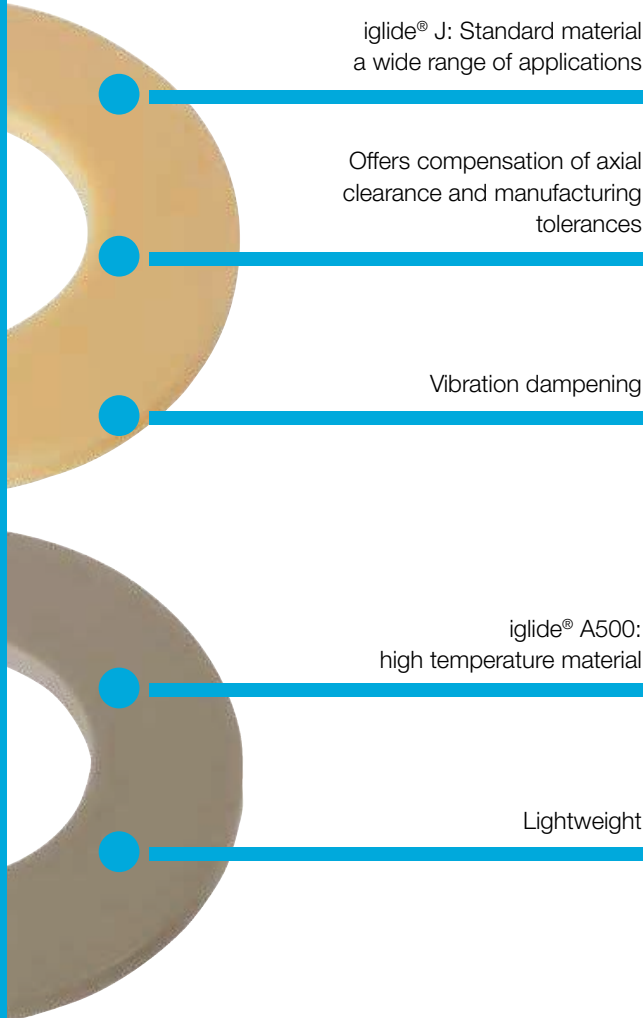 iglide® J: Standard material
a wide range of applications
Offers compensation of axial
clearance and manufacturing
tolerances
Vibration dampening
iglide® A500:
high temperature material
Lightweight